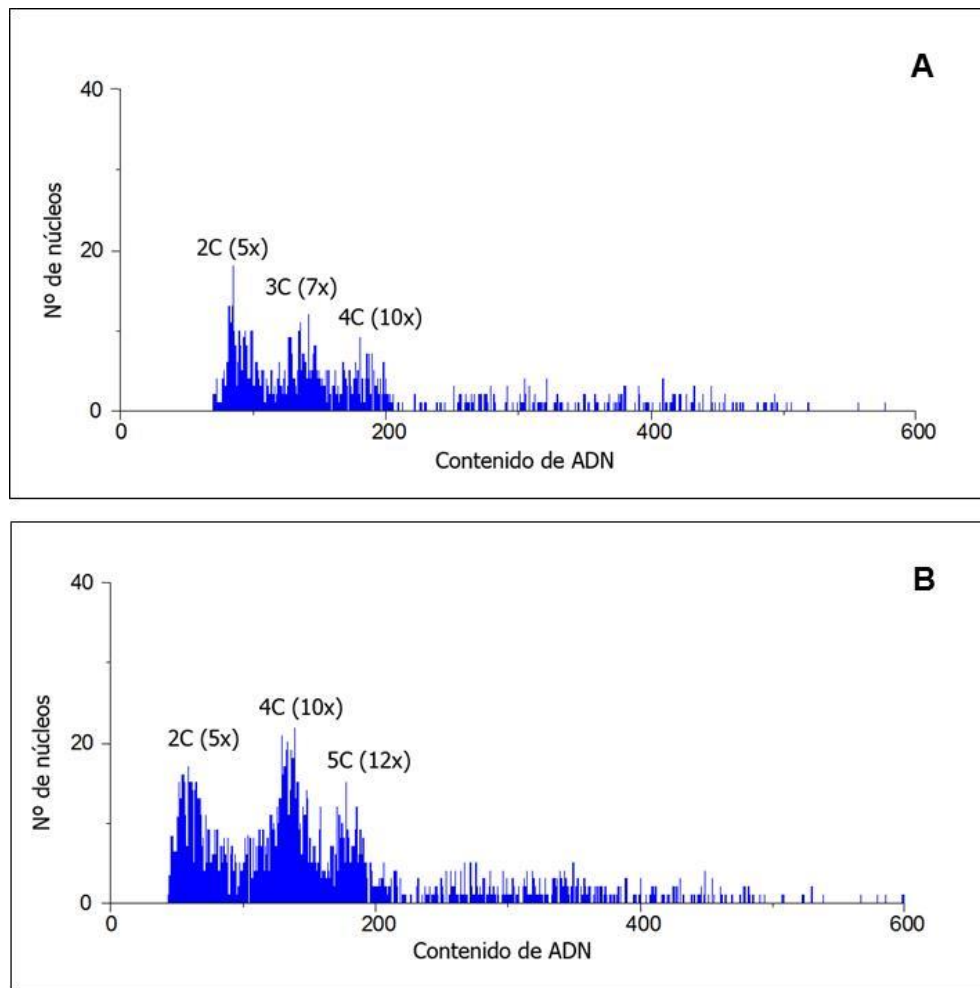 A
40
2C (5x)
3C (7x)
4C (10x)
20
0
Nº de núcleos
0
200
400
600
Contenido de ADN
B
40
4C (10x)
2C (5x)
5C (12x)
20
0
Nº de núcleos
0
200
400
600
Contenido de ADN